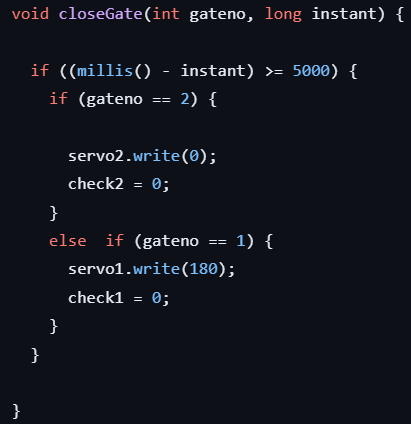 void closeGate(int gateno, long instant) {

  if ((millis() - instant) >= 5000) {
    if (gateno == 2) {

      servo2.write(0);
      check2 = 0;
    }
    else  if (gateno == 1) {
      servo1.write(180);
      check1 = 0;
    }
  }

}